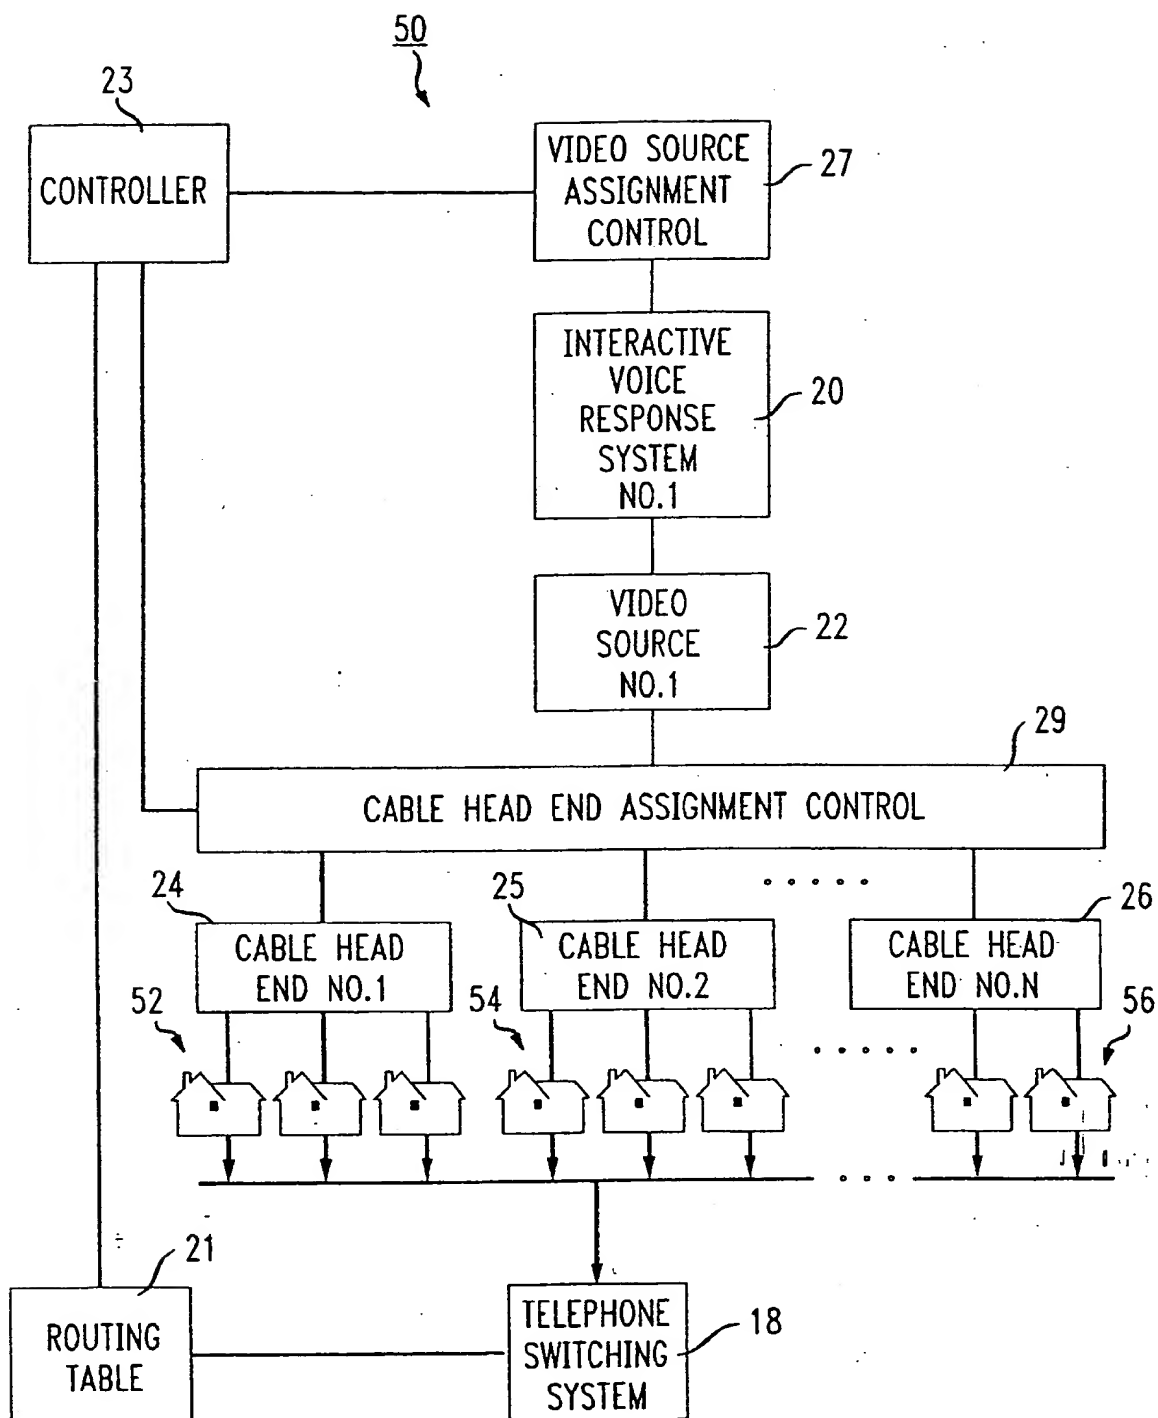 50
23
CONTROLLER
VIDEO SOURCE
ASSIGNMENT
CONTROL
27
INTERACTIVE
VOICE
RESPONSE
SYSTEM
NO.1
20
VIDEO
SOURCE
NO.1
22
29
CABLE HEAD END ASSIGNMENT CONTROL
24
CABLE HEAD
END NO.1
25
CABLE HEAD
END NO.2
26
CABLE HEAD
END NO.N
52
54
56
21
ROUTING
TABLE
TELEPHONE
SWITCHING
SYSTEM
18